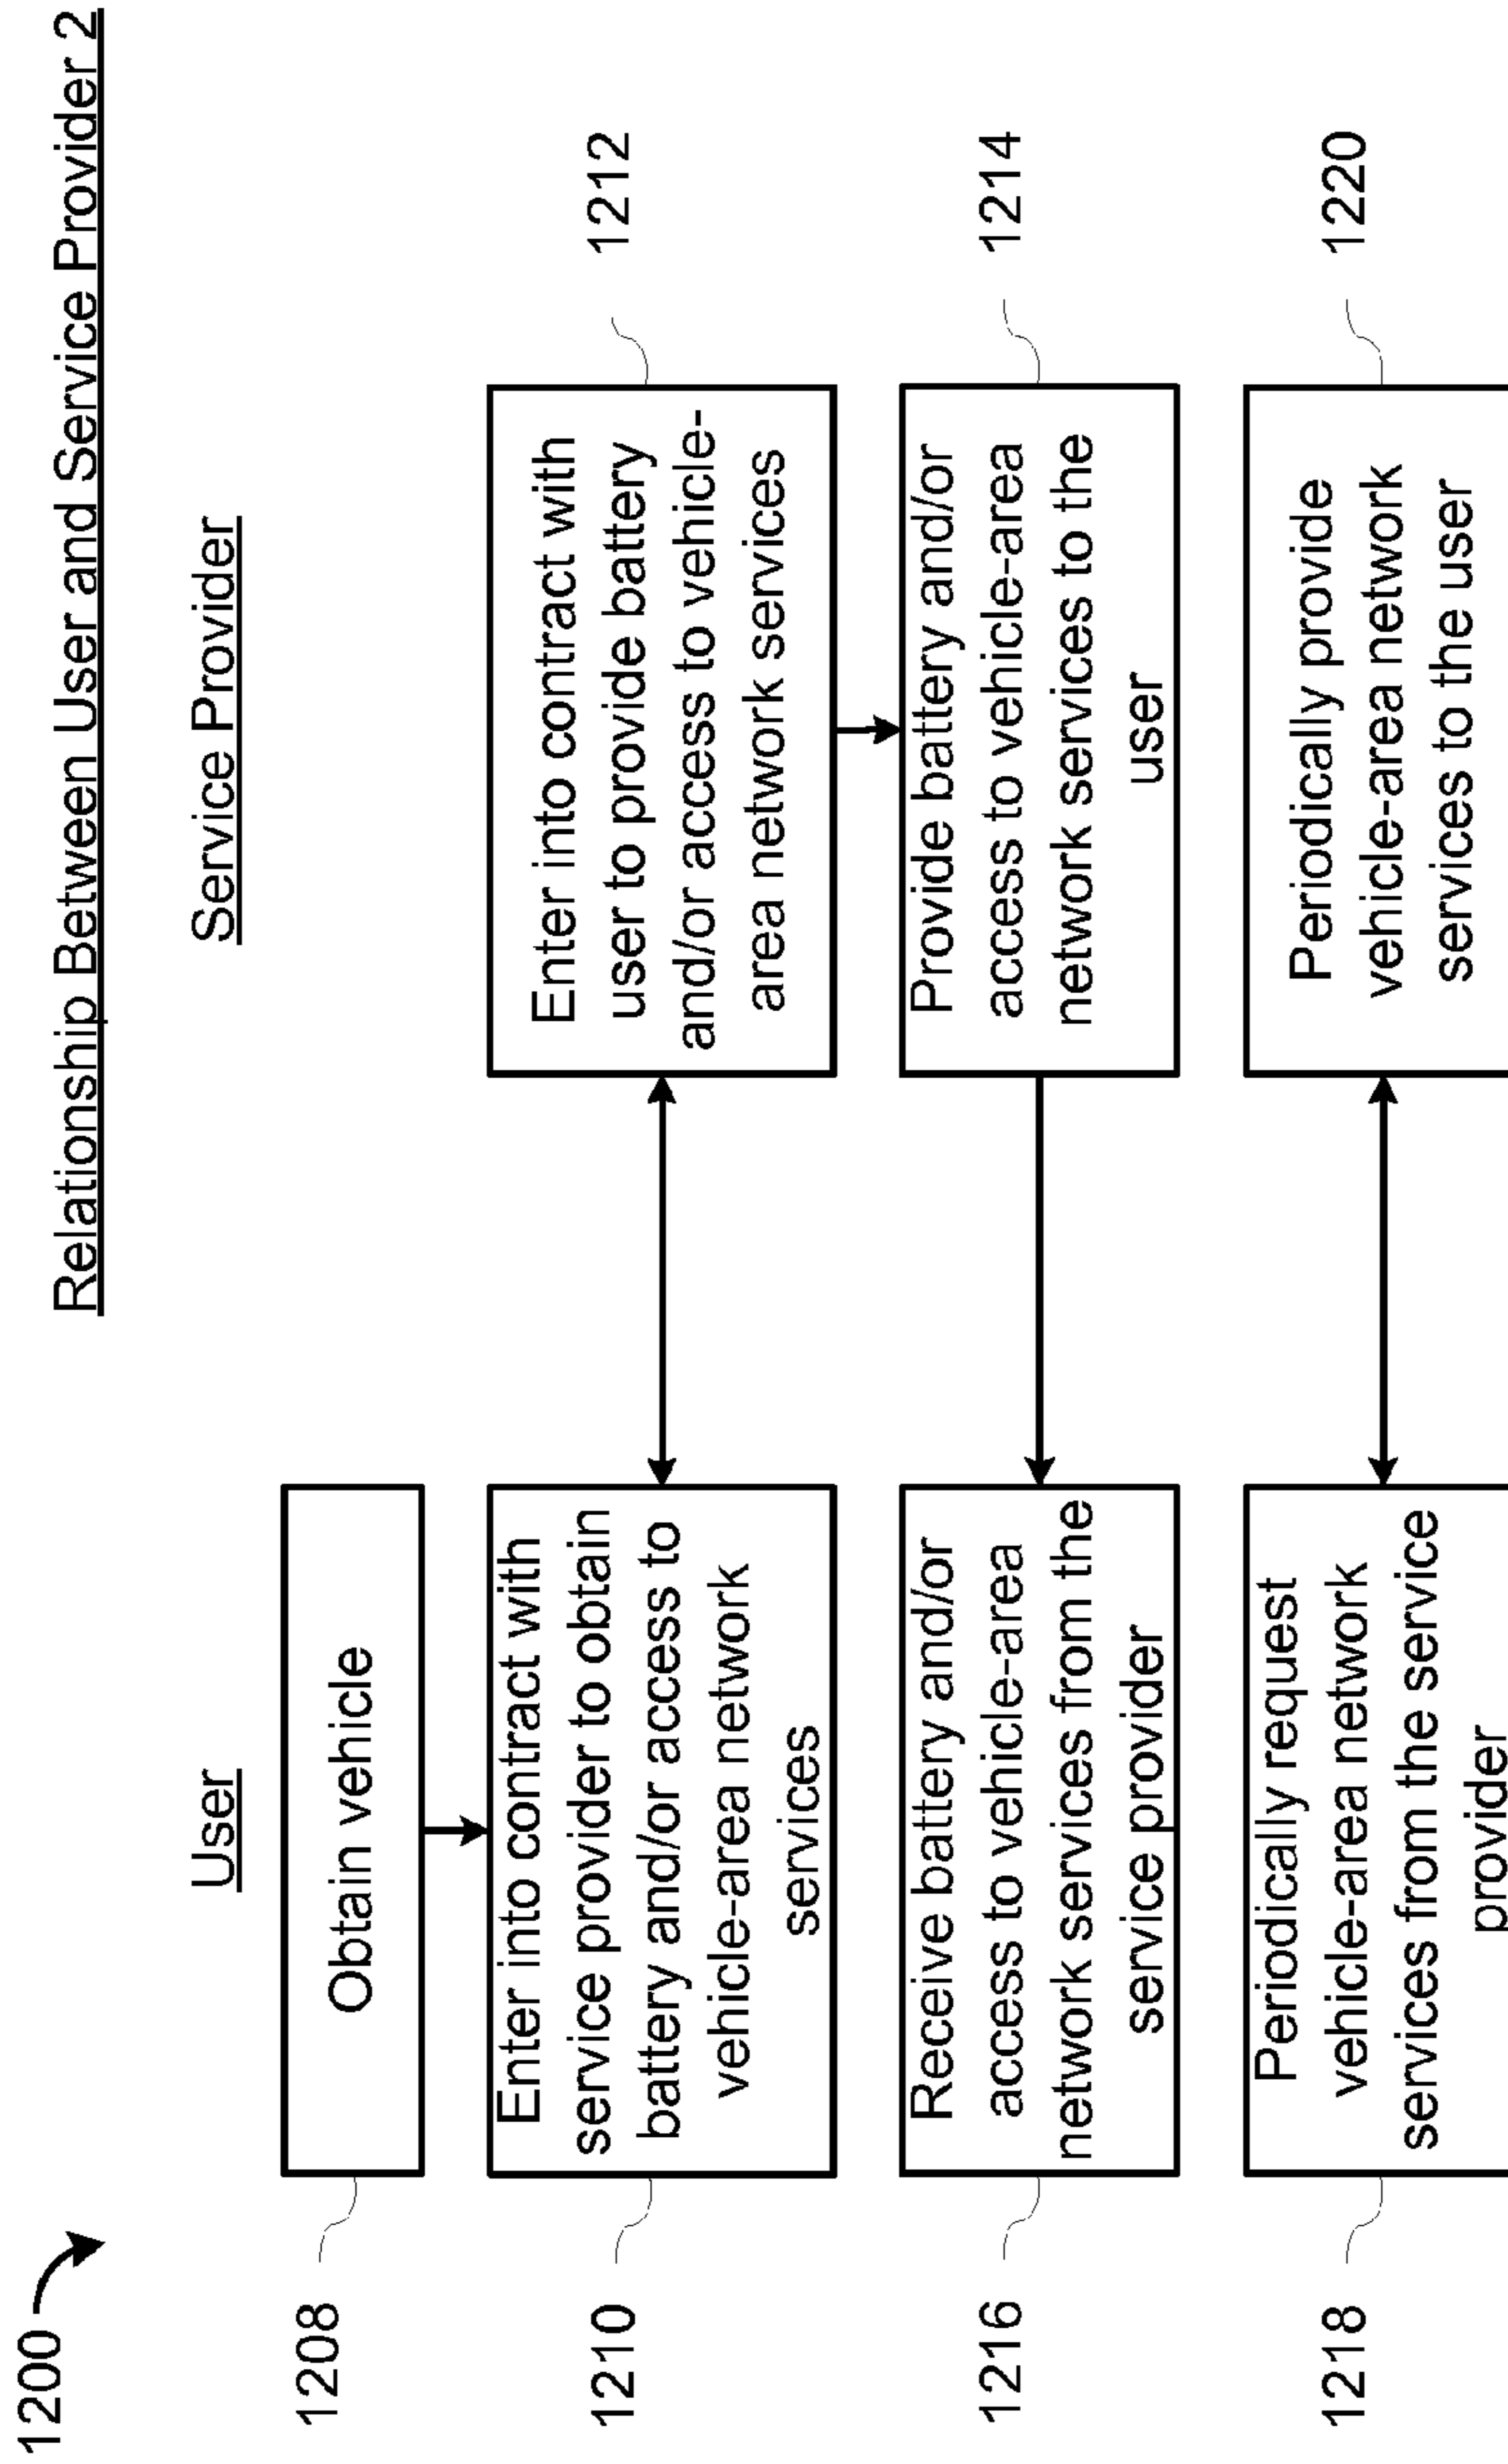 1200
Relationship Between User and Service Provider 2
User
Service Provider
1208
Obtain vehicle
1210
Enter into contract with
service provider to obtain
battery and/or access to
vehicle-area network
services
Enter into contract with
user to provide battery
and/or access to vehicle-
area network services
1212
1216
Receive battery and/or
access to vehicle-area
network services from the
service provider
Provide battery and/or
access to vehicle-area
network services to the
user
1214
1218
Periodically request
vehicle-area network
services from the service
provider
Periodically provide
vehicle-area network
services to the user
1220